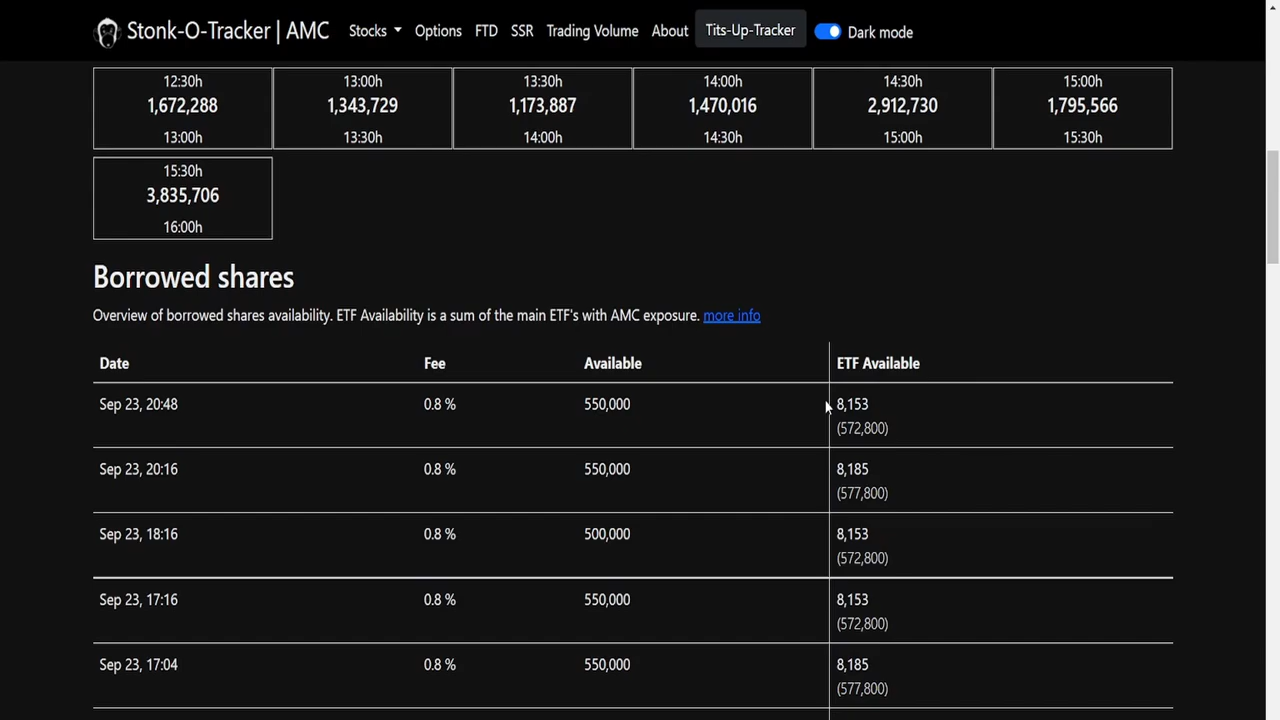 Stonk-O-Tracker | AMC Stocks Options FTD SSR Trading Volume About Tits-Up-Tracker Dark mode
12:30h 13:00h 13:30h 14:00h 14:30h 15:00h
1,672,288 1,343,729 1,173,887 1,470,016 2,912,730 1,795,566
13:00h 13:30h 14:00h 14:30h 15:00h 15:30h
15:30h
3,835,706
16:00h
Borrowed shares
Overview of borrowed shares availability. ETF Availability is a sum of the main ETF's with AMC exposure. more info
Date Fee Available ETF Available
Sep 23, 20:48 0.8 % 550,000 8,153
(572,800)
Sep 23, 20:16 0.8 % 550,000 8,185
(577,800)
Sep 23, 18:16 0.8 % 500,000 8,153
(572,800)
Sep 23, 17:16 0.8 % 550,000 8,153
(572,800)
Sep 23, 17:04 0.8 % 550,000 8,185
(577,800)